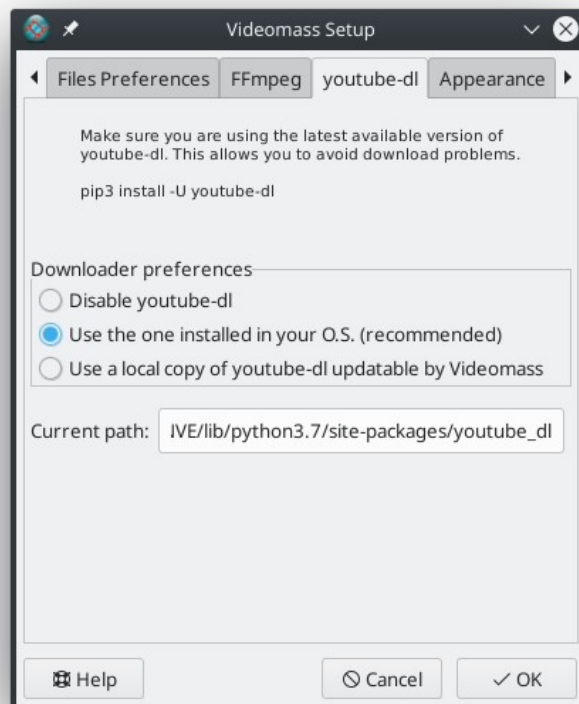 Videomass Setup
Files Preferences FFmpeg youtube-dl Appearance
Make sure you are using the latest available version of
youtube-dl. This allows you to avoid download problems.
pip3 install -U youtube-dl
Downloader preferences
Disable youtube-dl
Use the one installed in your O.S. (recommended)
Use a local copy of youtube-dl updatable by Videomass
Current path: IVE/lib/python3.7/site-packages/youtube_dl
Help Cancel OK